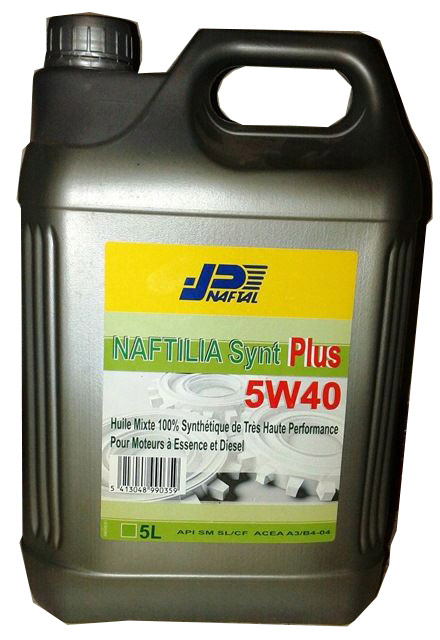 NAFTAL
NAFTILIA Synt Plus
5W40
Huile Mixte 100% Synthétique de Très Haute Performance
Pour Moteurs à Essence et Diesel
5 413048 990359
5L API SM SL/CF ACEA A3/B4-04